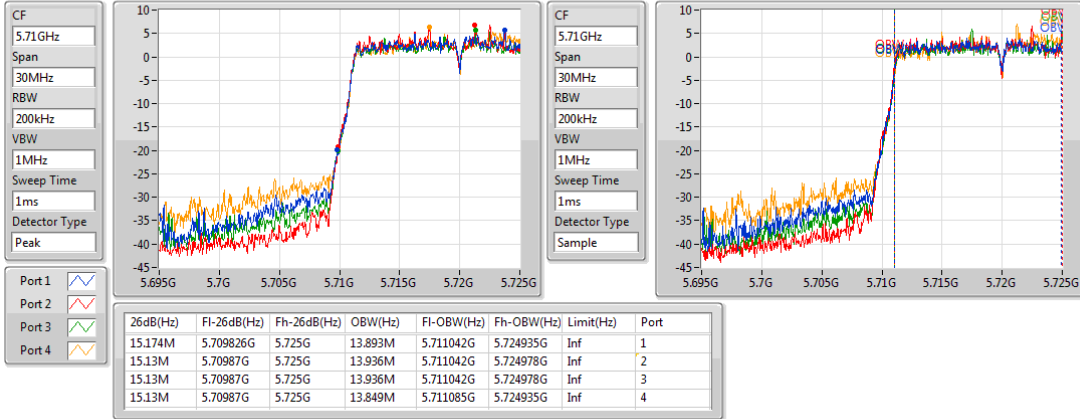 CF
5.71GHz
Span
30MHz
RBW
200kHz
VBW
1MHz
Sweep Time
1ms
Detector Type
Peak
10
5
0
-5
-10
-15
-20
-25
-30
-35
-40
-45
5.695G 5.7G 5.705G 5.71G 5.715G 5.72G 5.725G
CF
5.71GHz
Span
30MHz
RBW
200kHz
VBW
1MHz
Sweep Time
1ms
Detector Type
Sample
10
5
0
-5
-10
-15
-20
-25
-30
-35
-40
-45
5.695G 5.7G 5.705G 5.71G 5.715G 5.72G 5.725G
Port 1
Port 2
Port 3
Port 4
26dB(Hz) Fl-26dB(Hz) Fh-26dB(Hz) OBW(Hz) Fl-OBW(Hz) Fh-OBW(Hz) Limit(Hz) Port
15.174M 5.709826G 5.725G 13.893M 5.711042G 5.724935G Inf 1
15.13M 5.70987G 5.725G 13.936M 5.711042G 5.724978G Inf 2
15.13M 5.70987G 5.725G 13.936M 5.711042G 5.724978G Inf 3
15.13M 5.70987G 5.725G 13.849M 5.711085G 5.724935G Inf 4